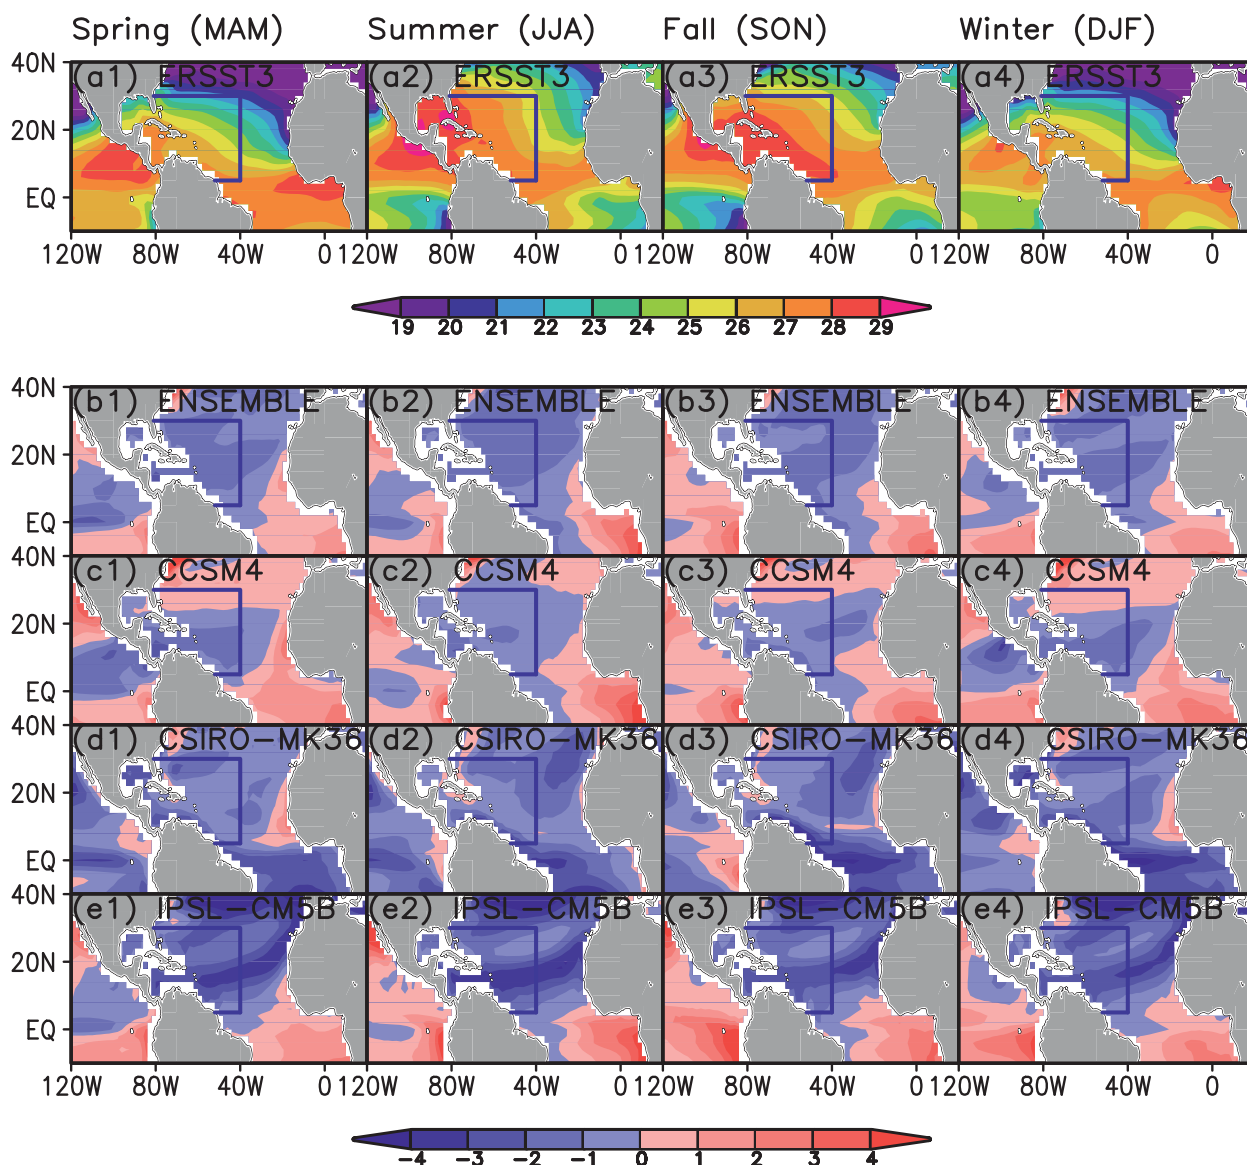 Spring (MAM) Summer (JJA) Fall (SON) Winter (DJF)
40N (a1) ERSST3 (a2) ERSST3 (a3) ERSST3 (a4) ERSST3
20N
EQ
120W 80W 40W 0 120W 80W 40W 0 120W 80W 40W 0 120W 80W 40W 0
19 20 21 22 23 24 25 26 27 28 29
40N (b1) ENSEMBLE (b2) ENSEMBLE (b3) ENSEMBLE (b4) ENSEMBLE
20N
EQ
40N (c1) CCSM4 (c2) CCSM4 (c3) CCSM4 (c4) CCSM4
20N
EQ
40N (d1) CSIRO-MK36 (d2) CSIRO-MK36 (d3) CSIRO-MK36 (d4) CSIRO-MK36
20N
EQ
40N (e1) IPSL-CM5B (e2) IPSL-CM5B (e3) IPSL-CM5B (e4) IPSL-CM5B
20N
EQ
120W 80W 40W 0 120W 80W 40W 0 120W 80W 40W 0 120W 80W 40W 0
-4 -3 -2 -1 0 1 2 3 4